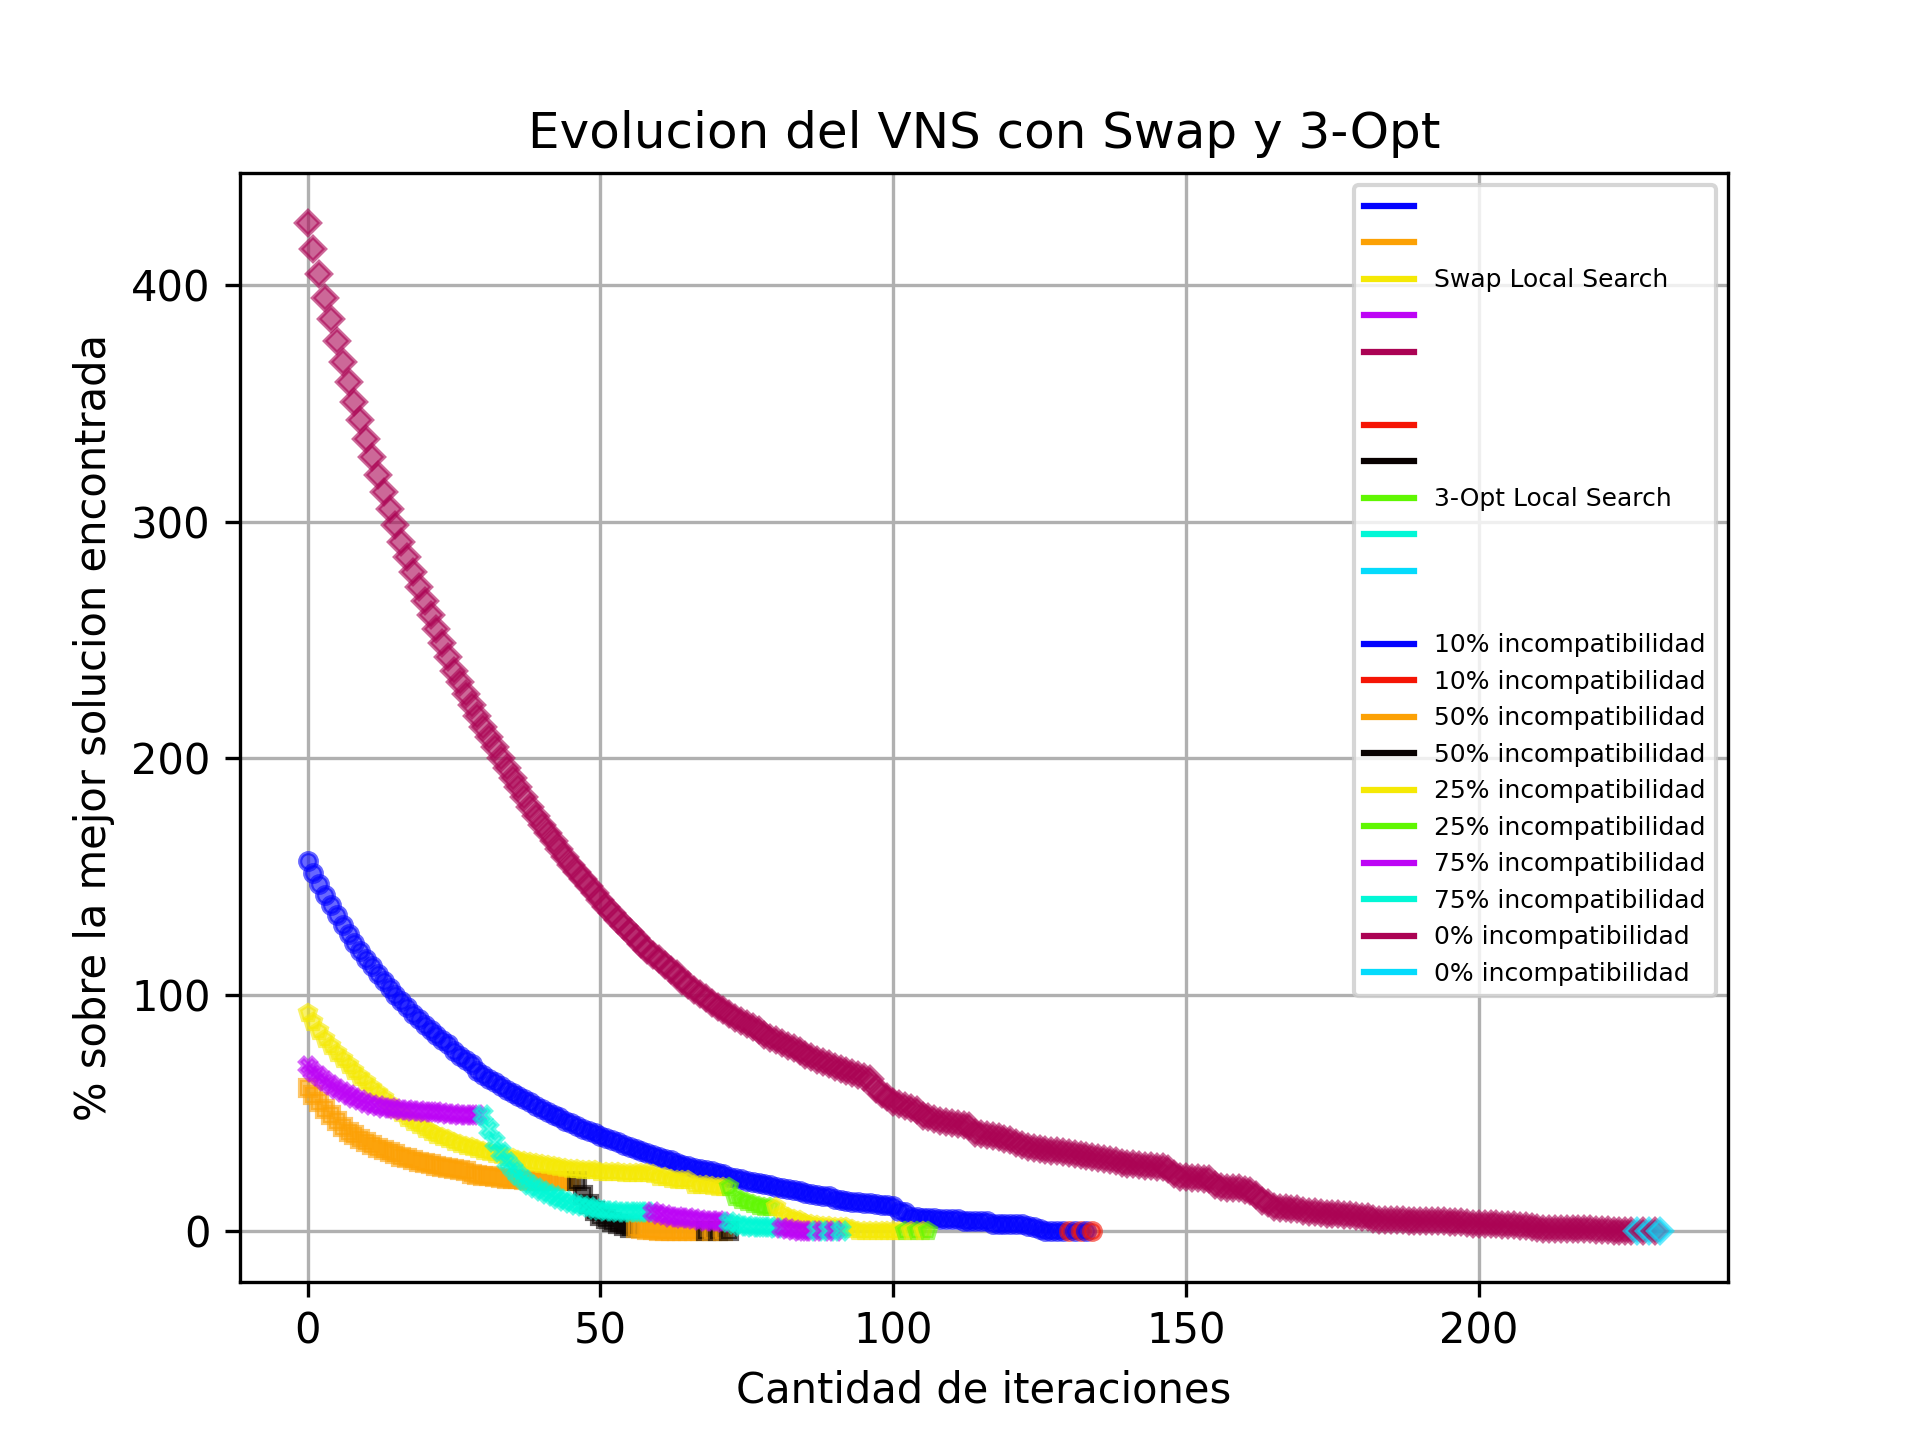 Evolucion del VNS con Swap y 3-Opt
% sobre la mejor solucion encontrada
400
300
200
100
0
Swap Local Search
3-Opt Local Search
10% incompatibilidad
10% incompatibilidad
50% incompatibilidad
50% incompatibilidad
25% incompatibilidad
25% incompatibilidad
75% incompatibilidad
75% incompatibilidad
0% incompatibilidad
0% incompatibilidad
0 50 100 150 200
Cantidad de iteraciones